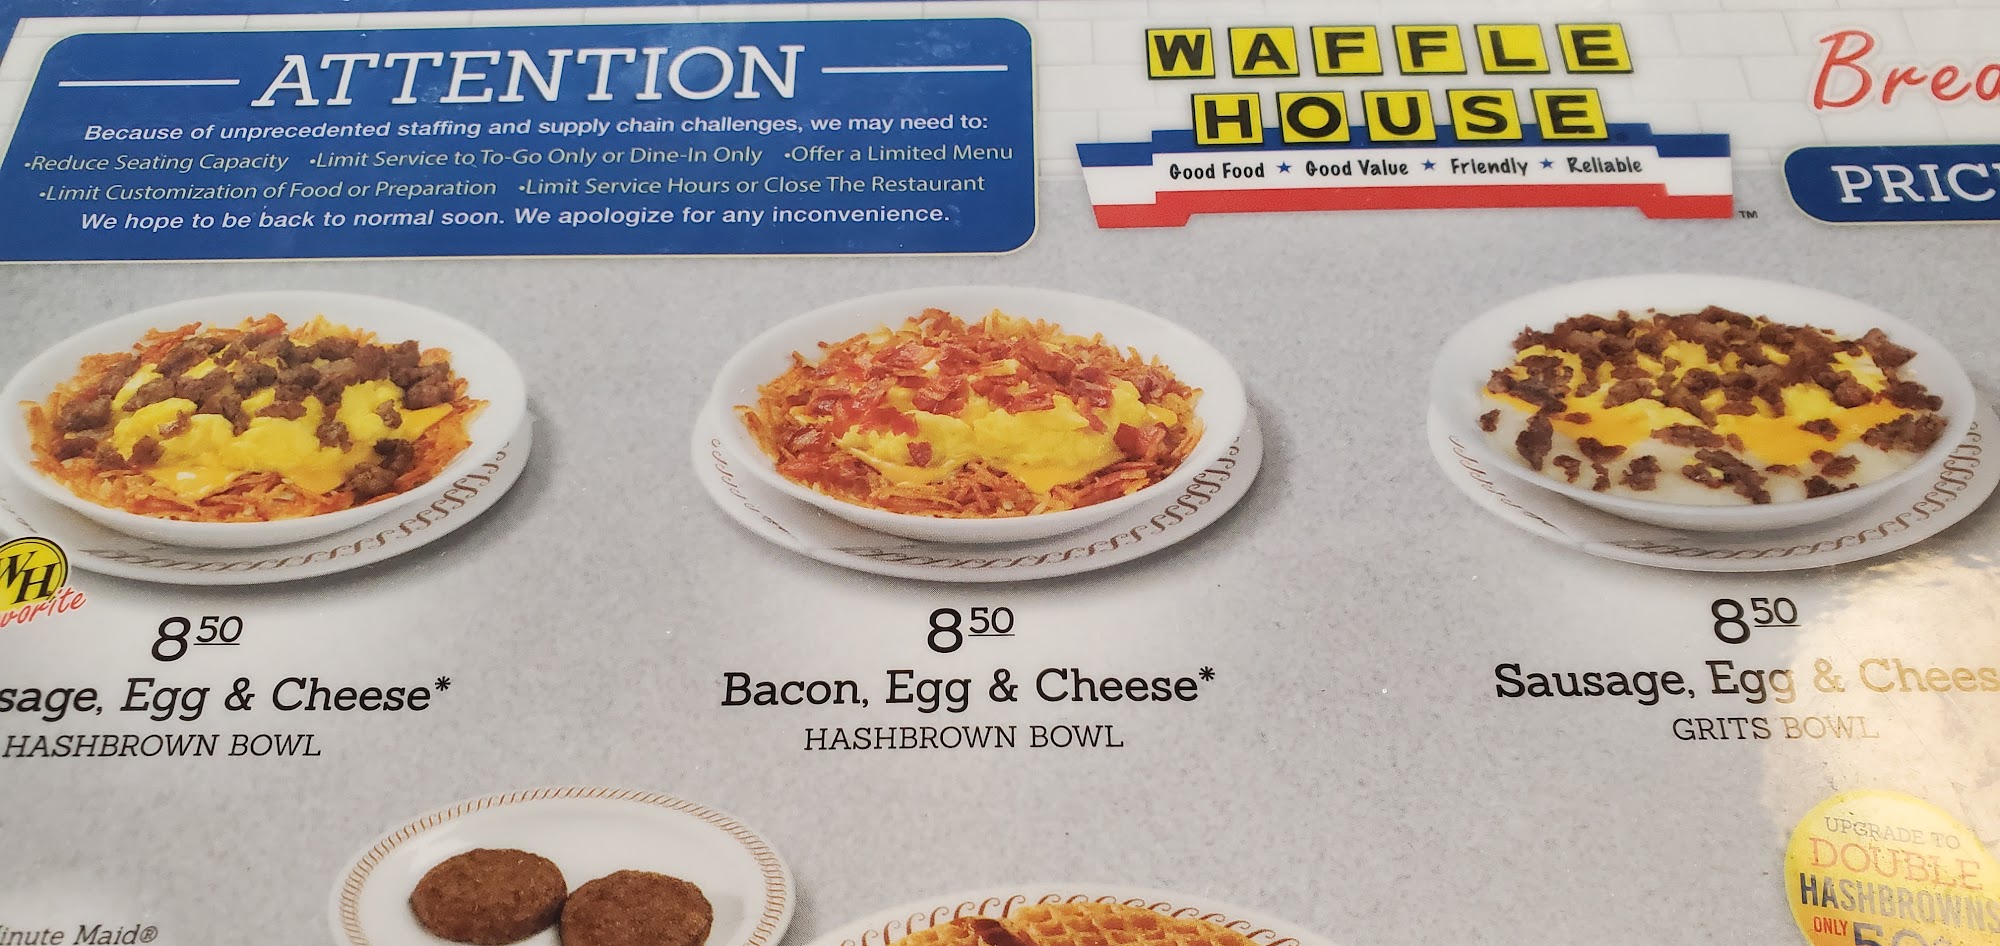 ATTENTION
Because of unprecedented staffing and supply chain challenges, we may need to:
•Reduce Seating Capacity •Limit Service to To-Go Only or Dine-In Only •Offer a Limited Menu
•Limit Customization of Food or Preparation •Limit Service Hours or Close The Restaurant
We hope to be back to normal soon. We apologize for any inconvenience.
WAFFLE
HOUSE
Good Food ★ Good Value ★ Friendly ★ Reliable
TM
Brea
PRIC
WH
vorite
8 50
sage, Egg & Cheese*
HASHBROWN BOWL
8 50
Bacon, Egg & Cheese*
HASHBROWN BOWL
8 50
Sausage, Egg & Chees
GRITS BOWL
UPGRADE TO
DOUBLE
HASHBROWNS
ONLY
inute Maid®